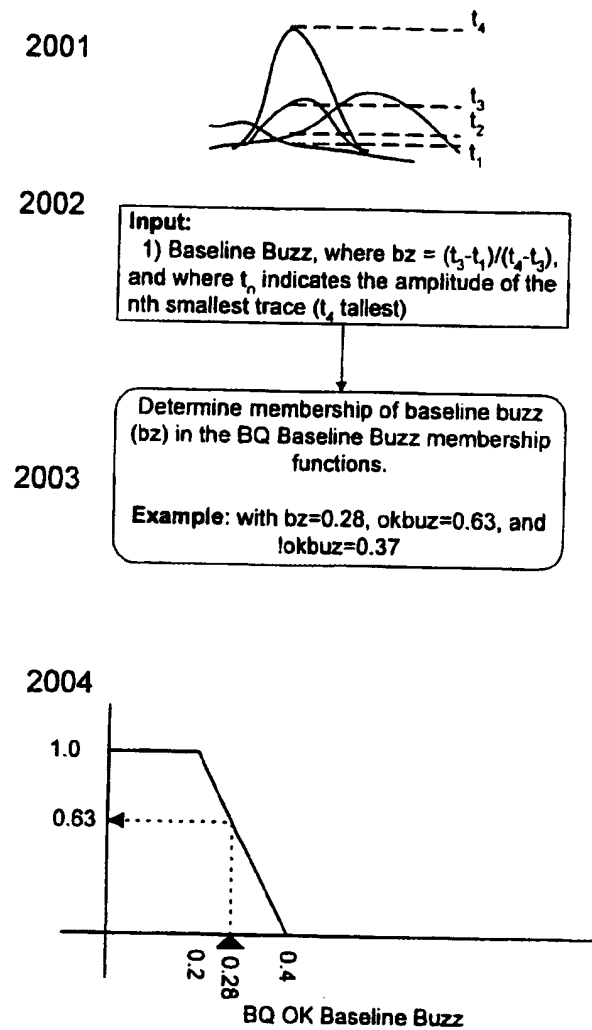 2001
t₄
t₃
t₂
t₁
2002
Input:
1) Baseline Buzz, where bz = (t₃-t₁)/(t₄-t₃),
and where tₙ indicates the amplitude of the
nth smallest trace (t₄ tallest)
2003
Determine membership of baseline buzz
(bz) in the BQ Baseline Buzz membership
functions.
Example: with bz=0.28, okbuz=0.63, and
!okbuz=0.37
2004
1.0
0.63
0.2
0.28
0.4
BQ OK Baseline Buzz